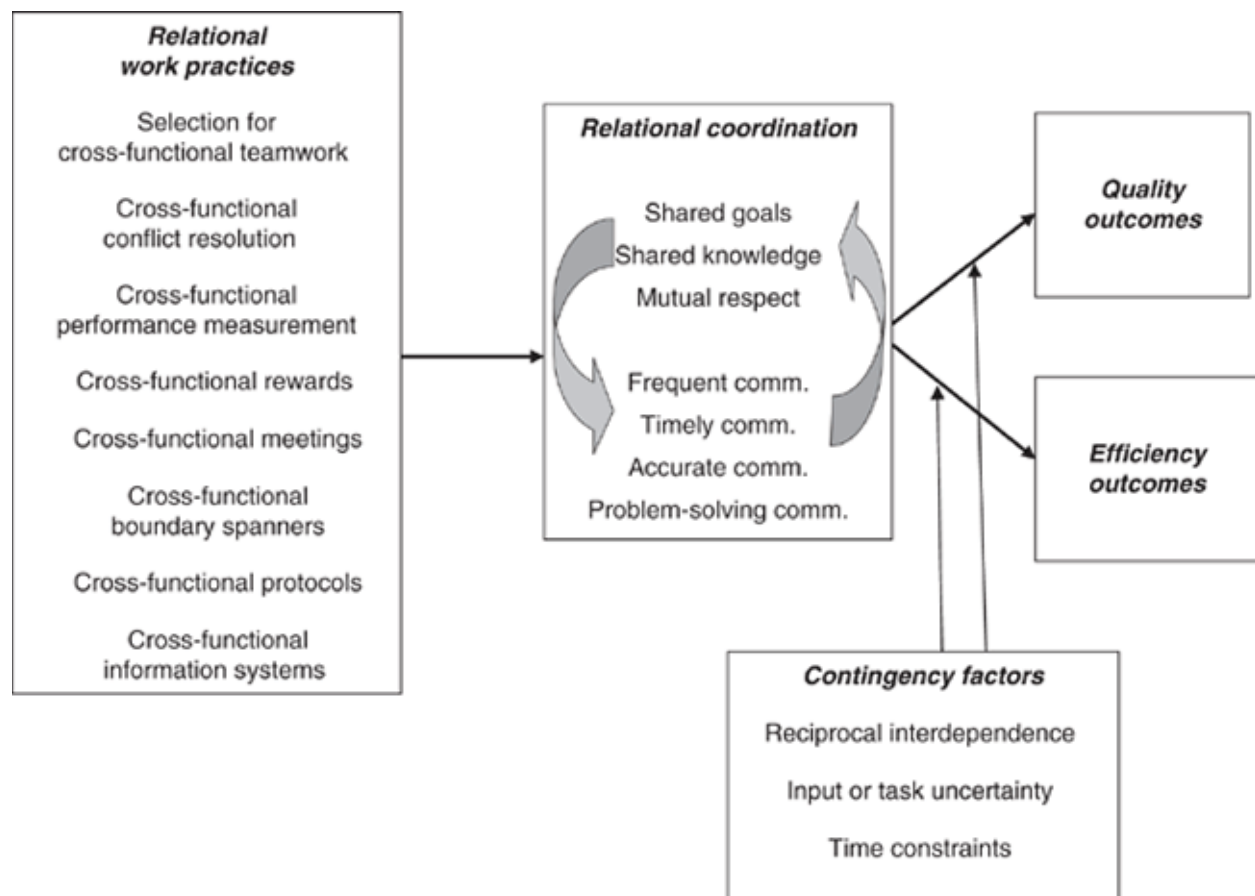 Relational
work practices
Selection for
cross-functional teamwork
Cross-functional
conflict resolution
Cross-functional
performance measurement
Cross-functional rewards
Cross-functional meetings
Cross-functional
boundary spanners
Cross-functional protocols
Cross-functional
information systems
Relational coordination
Shared goals
Shared knowledge
Mutual respect
Frequent comm.
Timely comm.
Accurate comm.
Problem-solving comm.
Quality
outcomes
Efficiency
outcomes
Contingency factors
Reciprocal interdependence
Input or task uncertainty
Time constraints